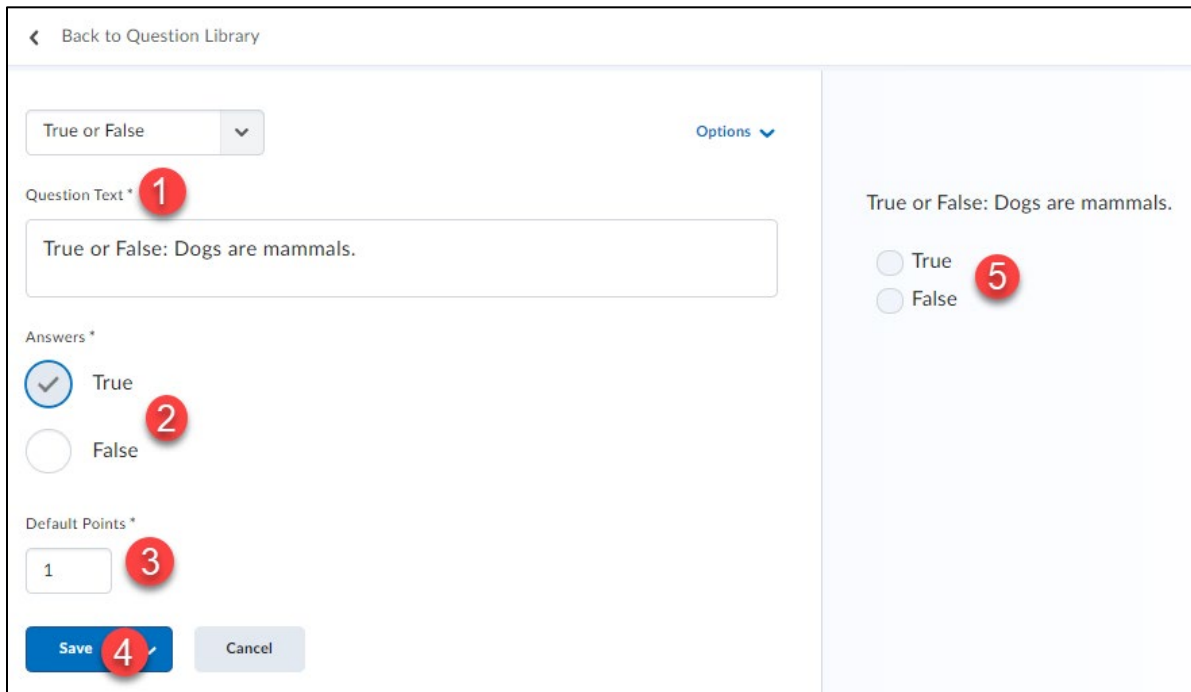 Back to Question Library
True or False
Options
Question Text * 1
True or False: Dogs are mammals.
Answers *
True
2
False
Default Points *
1 3
Save 4 Cancel
True or False: Dogs are mammals.
True
5
False